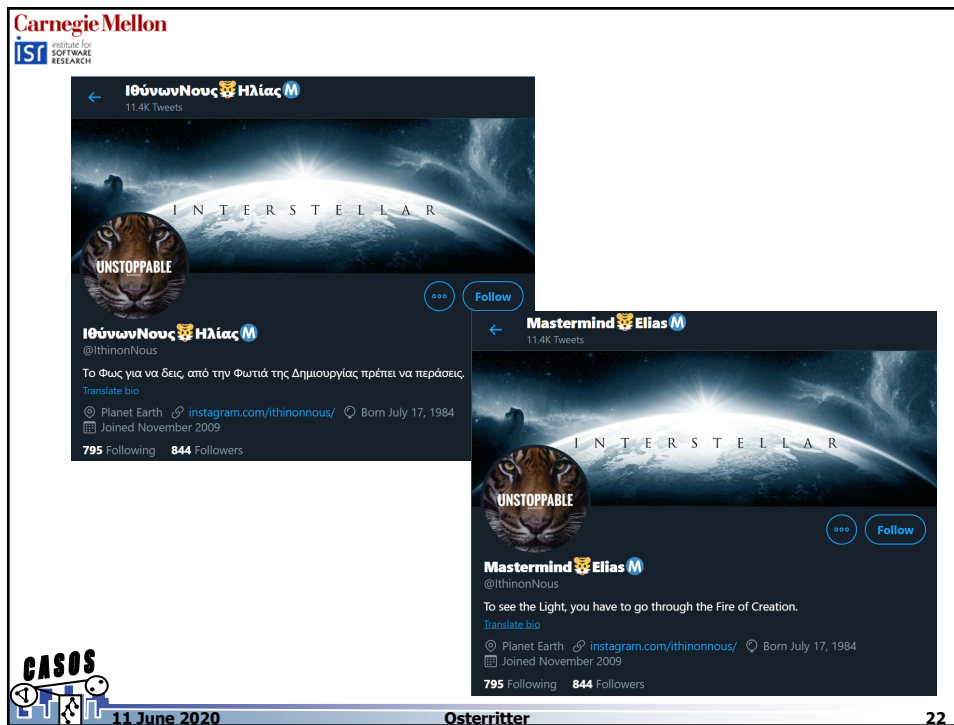 Carnegie Mellon
isr institute for
SOFTWARE
RESEARCH
ΙθύνωνΝους🐯ΗλίαςⓂ
11.4K Tweets
INTERSTELLAR
UNSTOPPABLE
Follow
ΙθύνωνΝους🐯ΗλίαςⓂ
@IthinonNous
Το Φως για να δεις, από την Φωτιά της Δημιουργίας πρέπει να περάσεις.
Translate bio
Planet Earth instagram.com/ithinonnous/ Born July 17, 1984
Joined November 2009
795 Following 844 Followers
Mastermind🐯EliasⓂ
11.4K Tweets
INTERSTELLAR
UNSTOPPABLE
Follow
Mastermind🐯EliasⓂ
@IthinonNous
To see the Light, you have to go through the Fire of Creation.
Translate bio
Planet Earth instagram.com/ithinonnous/ Born July 17, 1984
Joined November 2009
795 Following 844 Followers
CASOS
11 June 2020 Osterritter 22